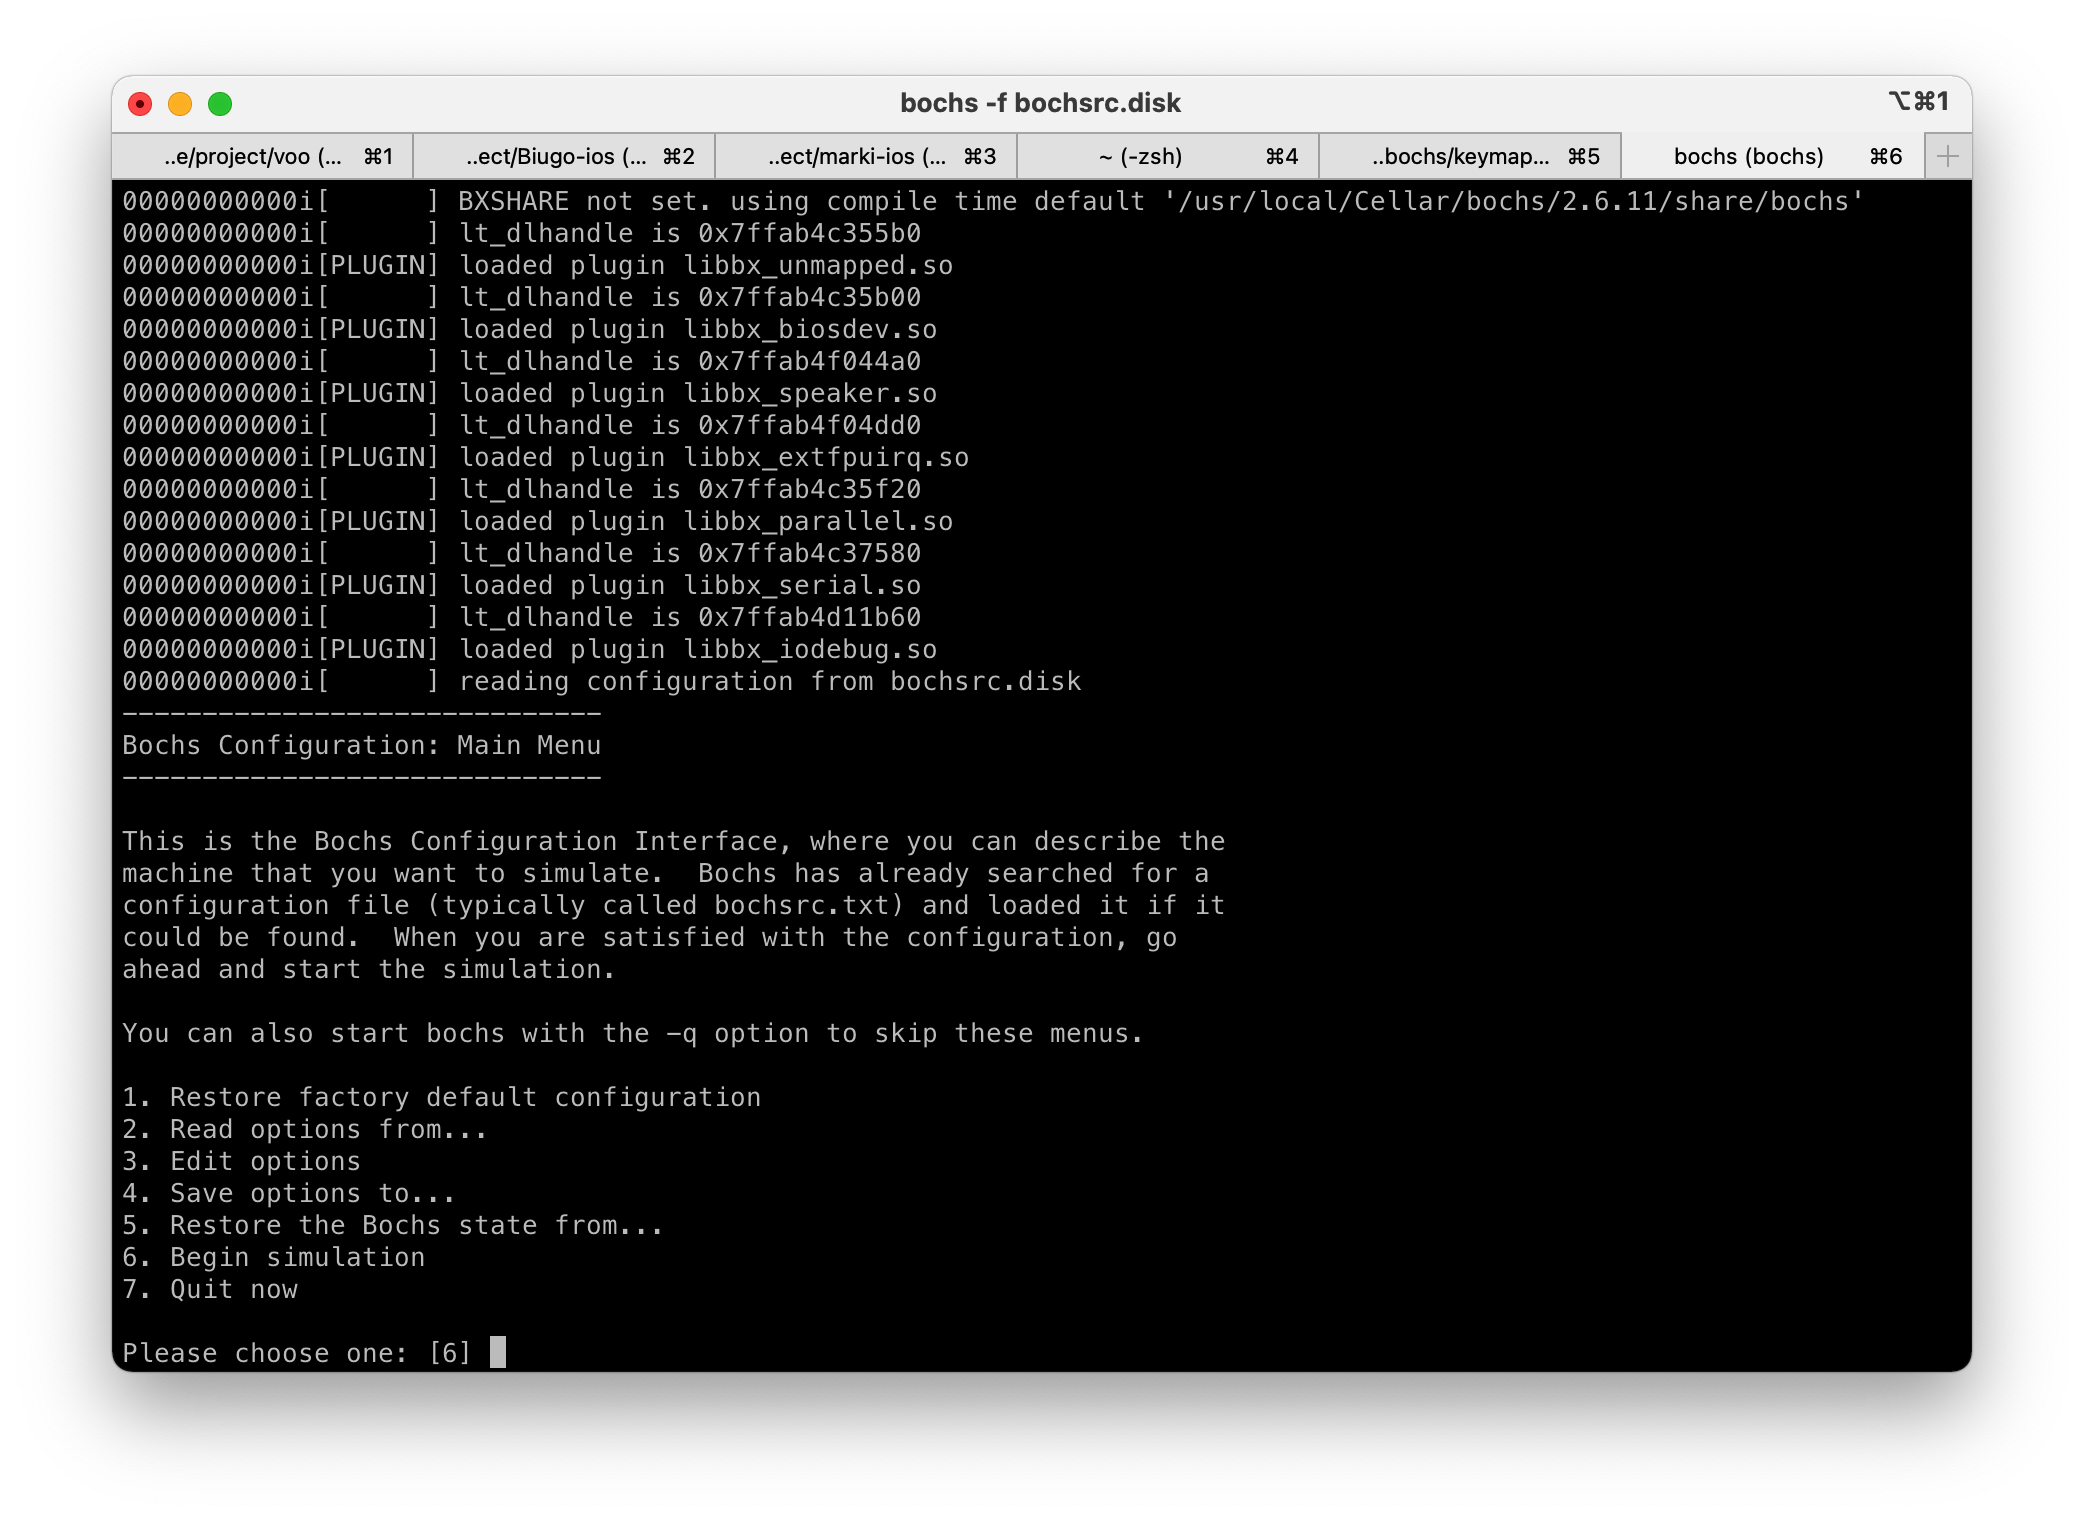 bochs -f bochsrc.disk
⌥⌘1
..e/project/voo (... ⌘1
..ect/Biugo-ios (... ⌘2
..ect/marki-ios (... ⌘3
~ (-zsh) ⌘4
..bochs/keymap... ⌘5
bochs (bochs) ⌘6
00000000000i[      ] BXSHARE not set. using compile time default '/usr/local/Cellar/bochs/2.6.11/share/bochs'
00000000000i[      ] lt_dlhandle is 0x7ffab4c355b0
00000000000i[PLUGIN] loaded plugin libbx_unmapped.so
00000000000i[      ] lt_dlhandle is 0x7ffab4c35b00
00000000000i[PLUGIN] loaded plugin libbx_biosdev.so
00000000000i[      ] lt_dlhandle is 0x7ffab4f044a0
00000000000i[PLUGIN] loaded plugin libbx_speaker.so
00000000000i[      ] lt_dlhandle is 0x7ffab4f04dd0
00000000000i[PLUGIN] loaded plugin libbx_extfpuirq.so
00000000000i[      ] lt_dlhandle is 0x7ffab4c35f20
00000000000i[PLUGIN] loaded plugin libbx_parallel.so
00000000000i[      ] lt_dlhandle is 0x7ffab4c37580
00000000000i[PLUGIN] loaded plugin libbx_serial.so
00000000000i[      ] lt_dlhandle is 0x7ffab4d11b60
00000000000i[PLUGIN] loaded plugin libbx_iodebug.so
00000000000i[      ] reading configuration from bochsrc.disk
------------------------------
Bochs Configuration: Main Menu
------------------------------
This is the Bochs Configuration Interface, where you can describe the
machine that you want to simulate.  Bochs has already searched for a
configuration file (typically called bochsrc.txt) and loaded it if it
could be found.  When you are satisfied with the configuration, go
ahead and start the simulation.
You can also start bochs with the -q option to skip these menus.
1. Restore factory default configuration
2. Read options from...
3. Edit options
4. Save options to...
5. Restore the Bochs state from...
6. Begin simulation
7. Quit now
Please choose one: [6]